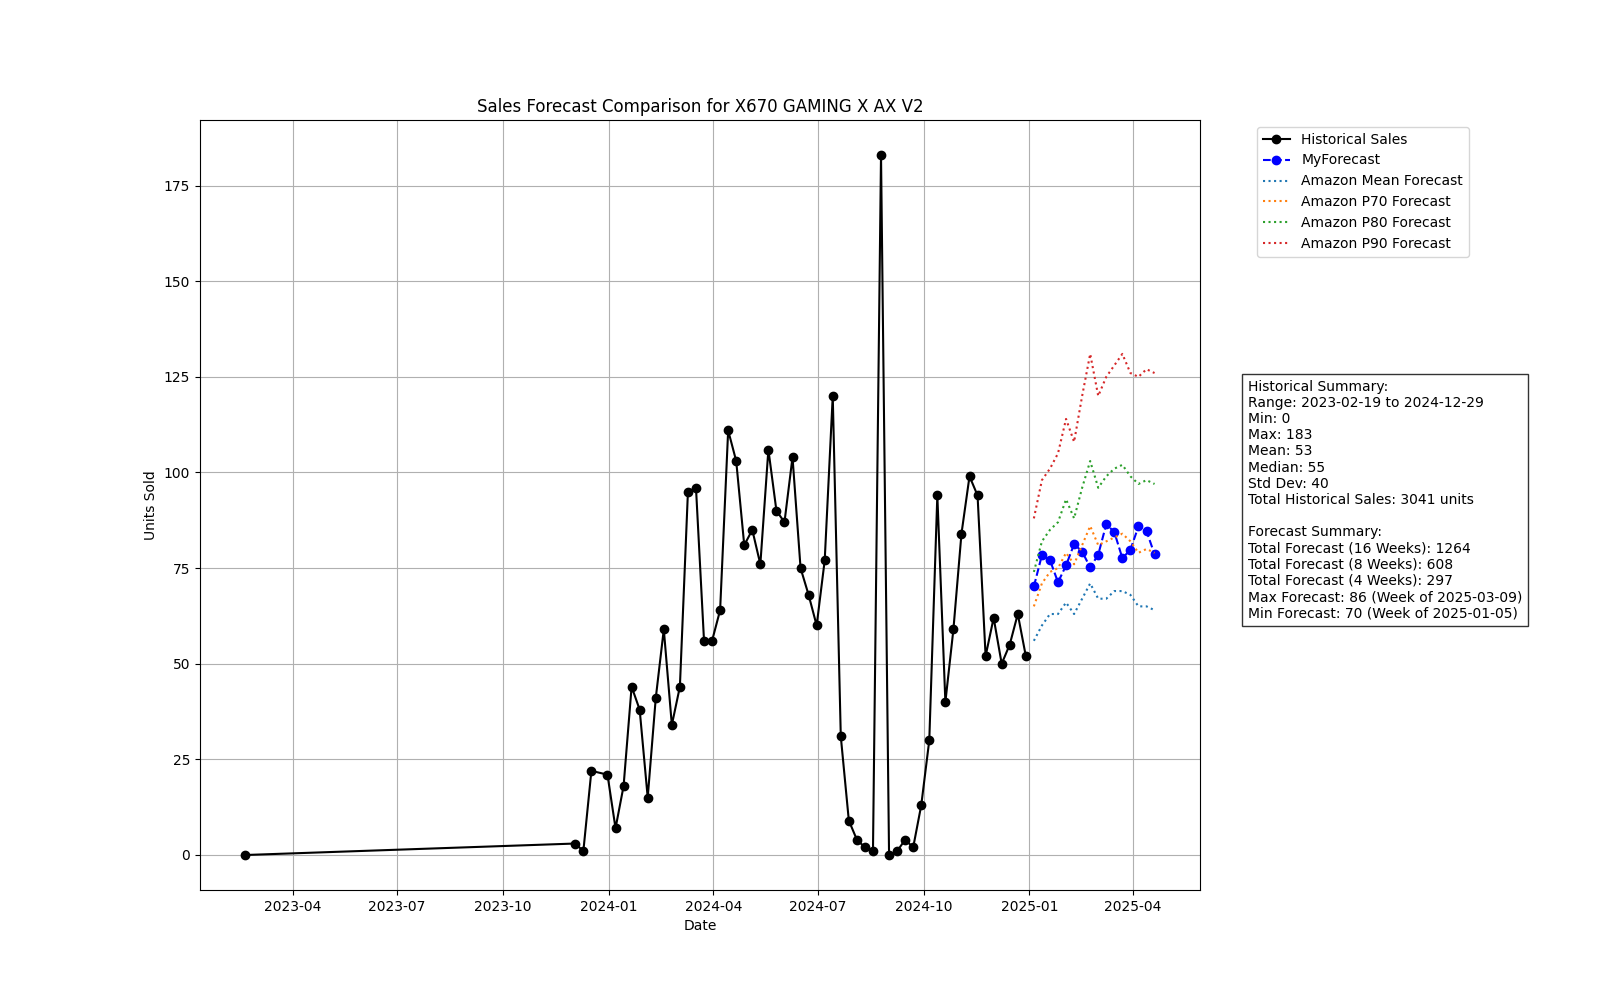 Sales Forecast Comparison for X670 GAMING X AX V2
Historical Sales
MyForecast
Amazon Mean Forecast
Amazon P70 Forecast
Amazon P80 Forecast
Amazon P90 Forecast
175
150
125
100
75
50
25
0
Units Sold
2023-04
2023-07
2023-10
2024-01
2024-04
2024-07
2024-10
2025-01
2025-04
Date
Historical Summary:
Range: 2023-02-19 to 2024-12-29
Min: 0
Max: 183
Mean: 53
Median: 55
Std Dev: 40
Total Historical Sales: 3041 units
Forecast Summary:
Total Forecast (16 Weeks): 1264
Total Forecast (8 Weeks): 608
Total Forecast (4 Weeks): 297
Max Forecast: 86 (Week of 2025-03-09)
Min Forecast: 70 (Week of 2025-01-05)